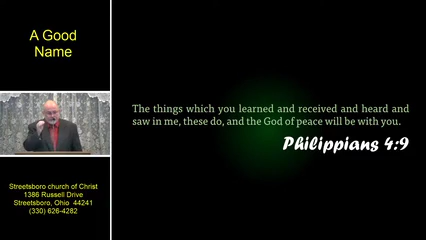 A Good
Name
The things which you learned and received and heard and
saw in me, these do, and the God of peace will be with you.
Philippians 4:9
Streetsboro church of Christ
1386 Russell Drive
Streetsboro, Ohio 44241
(330) 626-4282